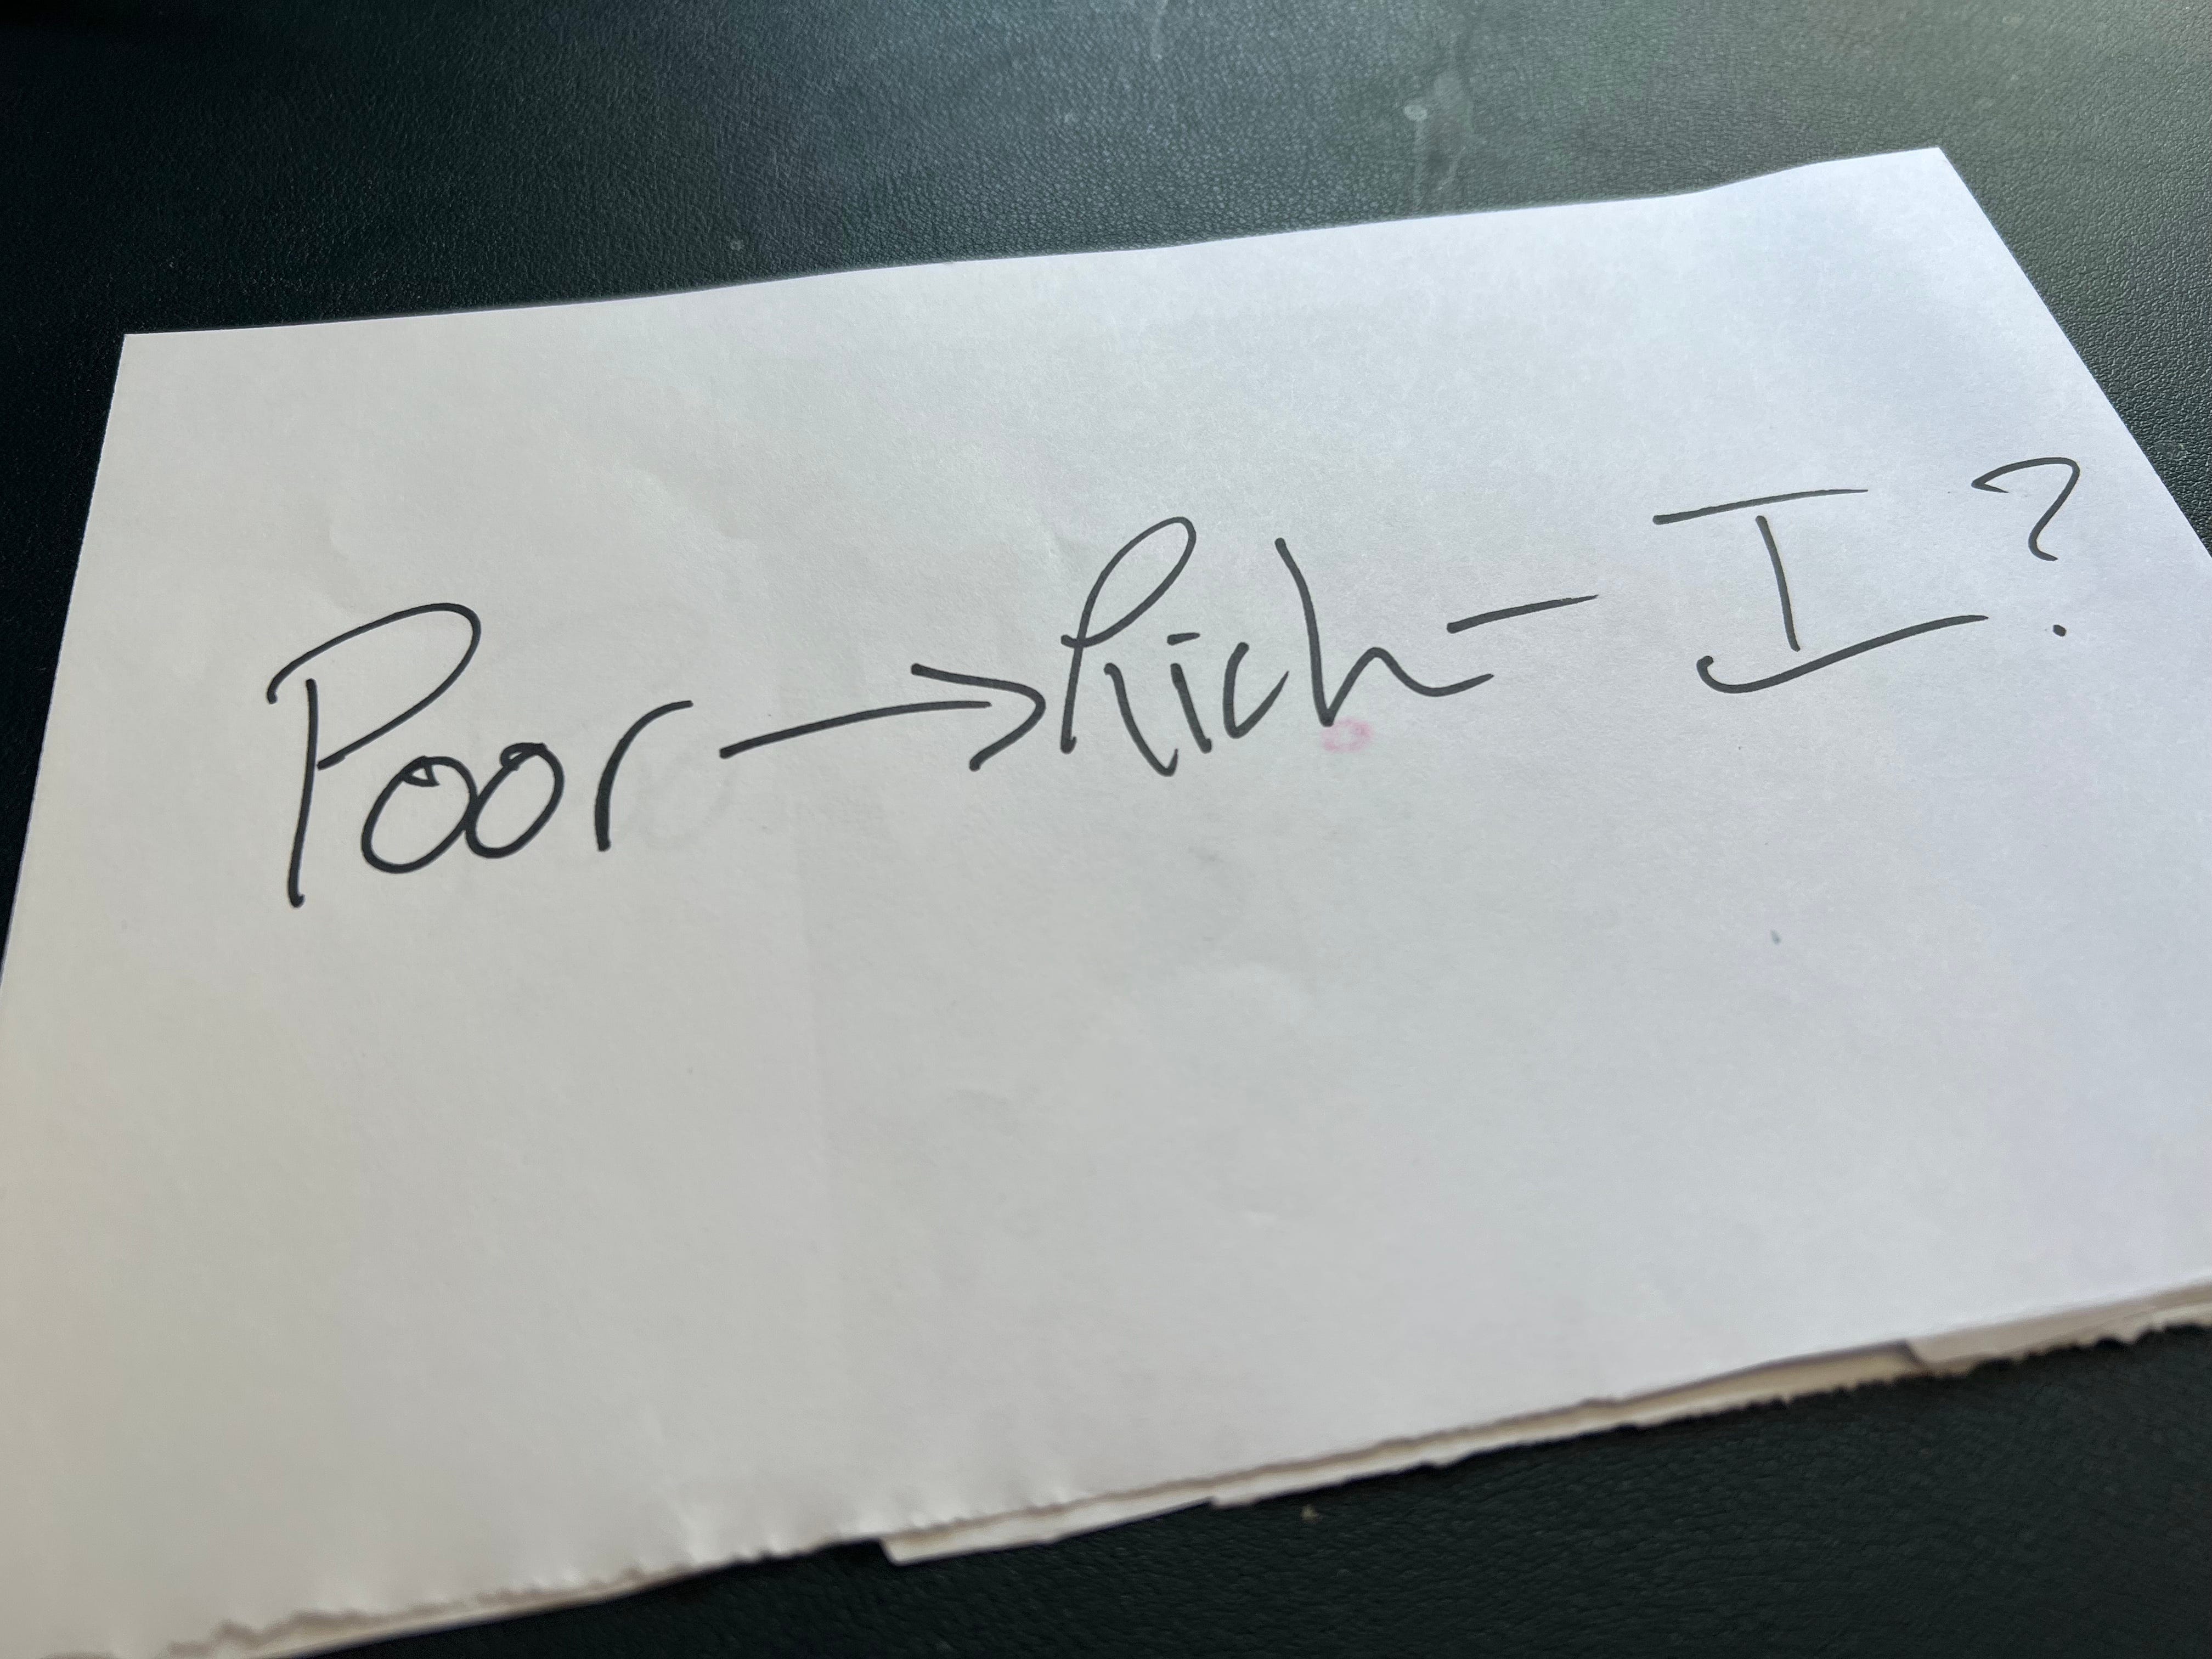 Poor → Rich - I?